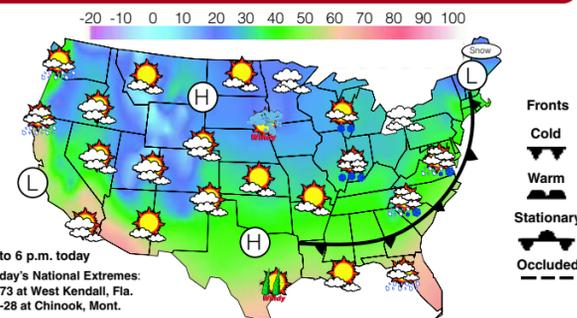 -20 -10 0 10 20 30 40 50 60 70 80 90 100
Snow
L
H
Windy
L
H
Windy
Fronts
Cold
Warm
Stationary
Occluded
to 6 p.m. today
day's National Extremes:
73 at West Kendall, Fla.
-28 at Chinook, Mont.